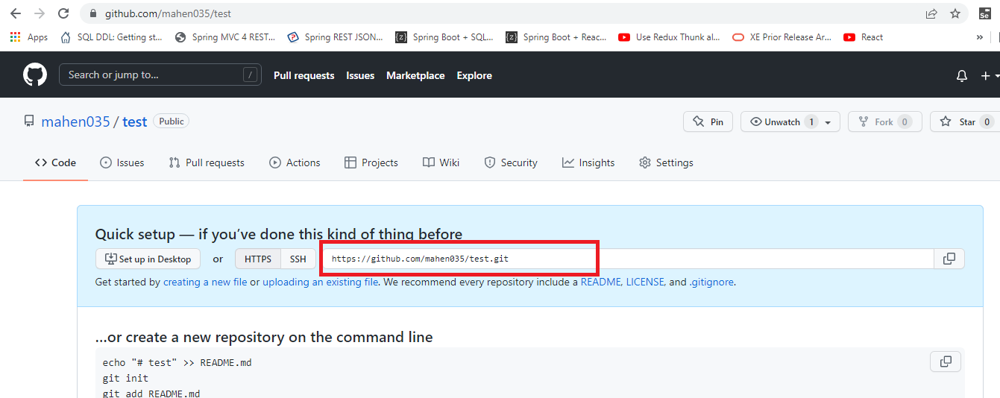 github.com/mahen035/test
Se
Apps SQL DDL: Getting st... Spring MVC 4 REST... Spring REST JSON... {z} Spring Boot + SQL... {z} Spring Boot + Reac... Use Redux Thunk al... XE Prior Release Ar... React »
Search or jump to... / Pull requests Issues Marketplace Explore
mahen035 / test Public Pin Unwatch 1 Fork 0 Star 0
<> Code Issues Pull requests Actions Projects Wiki Security Insights Settings
Quick setup — if you’ve done this kind of thing before
Set up in Desktop or HTTPS SSH https://github.com/mahen035/test.git
Get started by creating a new file or uploading an existing file. We recommend every repository include a README, LICENSE, and .gitignore.
…or create a new repository on the command line
echo "# test" >> README.md
git init
git add README.md